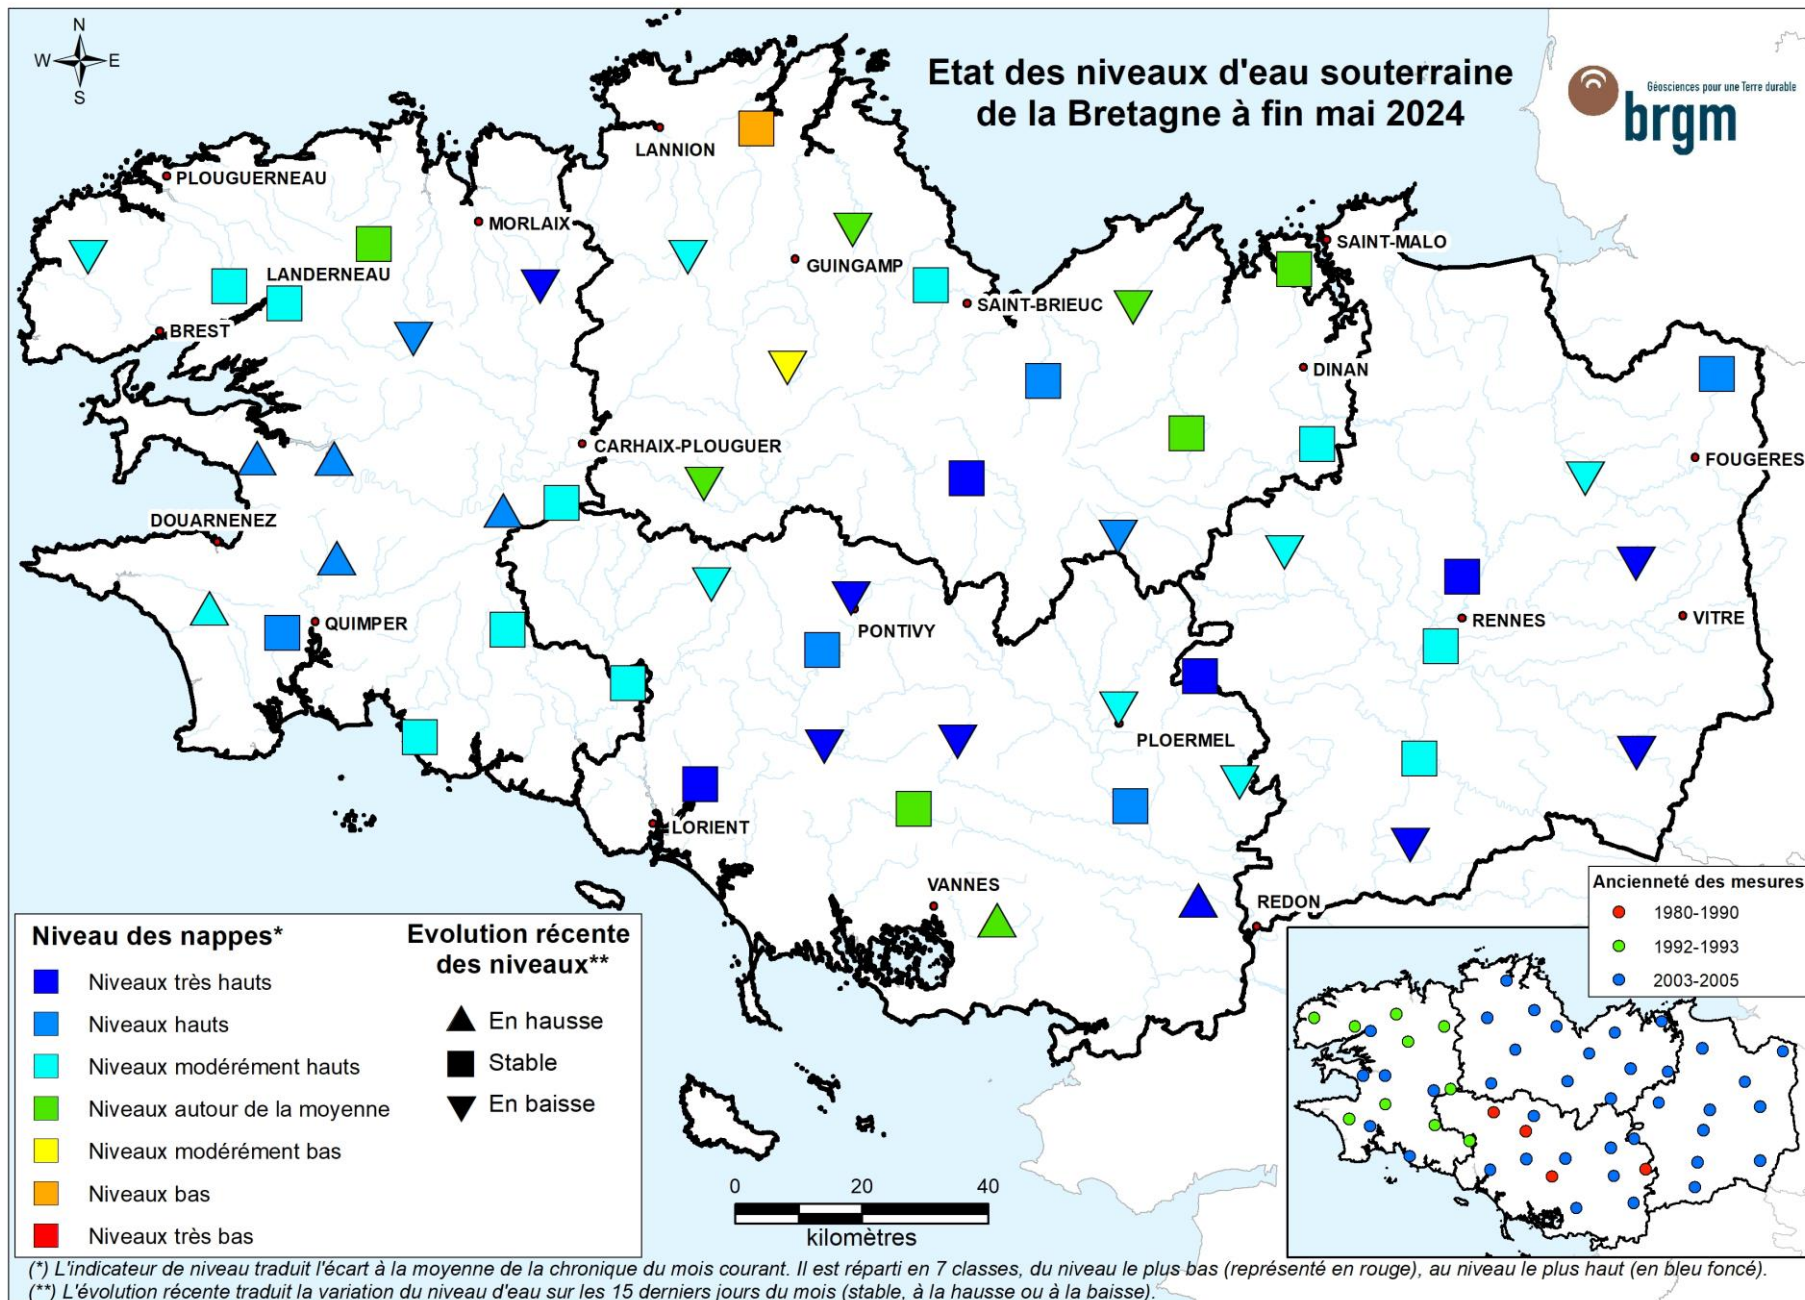 N
W E
S
Etat des niveaux d'eau souterraine
de la Bretagne à fin mai 2024
Géosciences pour une Terre durable
brgm
LANNION
PLOUGUERNEAU
MORLAIX
SAINT-MALO
GUINGAMP
LANDERNEAU
SAINT-BRIEUC
BREST
DINAN
CARHAIX-PLOUGUER
FOUGERES
DOUARNENEZ
QUIMPER
PONTIVY
RENNES
VITRE
PLOERMEL
LORIENT
VANNES
REDON
Niveau des nappes*
Niveaux très hauts
Niveaux hauts
Niveaux modérément hauts
Niveaux autour de la moyenne
Niveaux modérément bas
Niveaux bas
Niveaux très bas
Evolution récente
des niveaux**
En hausse
Stable
En baisse
0 20 40
kilomètres
Ancienneté des mesures
1980-1990
1992-1993
2003-2005
(*) L'indicateur de niveau traduit l'écart à la moyenne de la chronique du mois courant. Il est réparti en 7 classes, du niveau le plus bas (représenté en rouge), au niveau le plus haut (en bleu foncé).
(**) L'évolution récente traduit la variation du niveau d'eau sur les 15 derniers jours du mois (stable, à la hausse ou à la baisse).